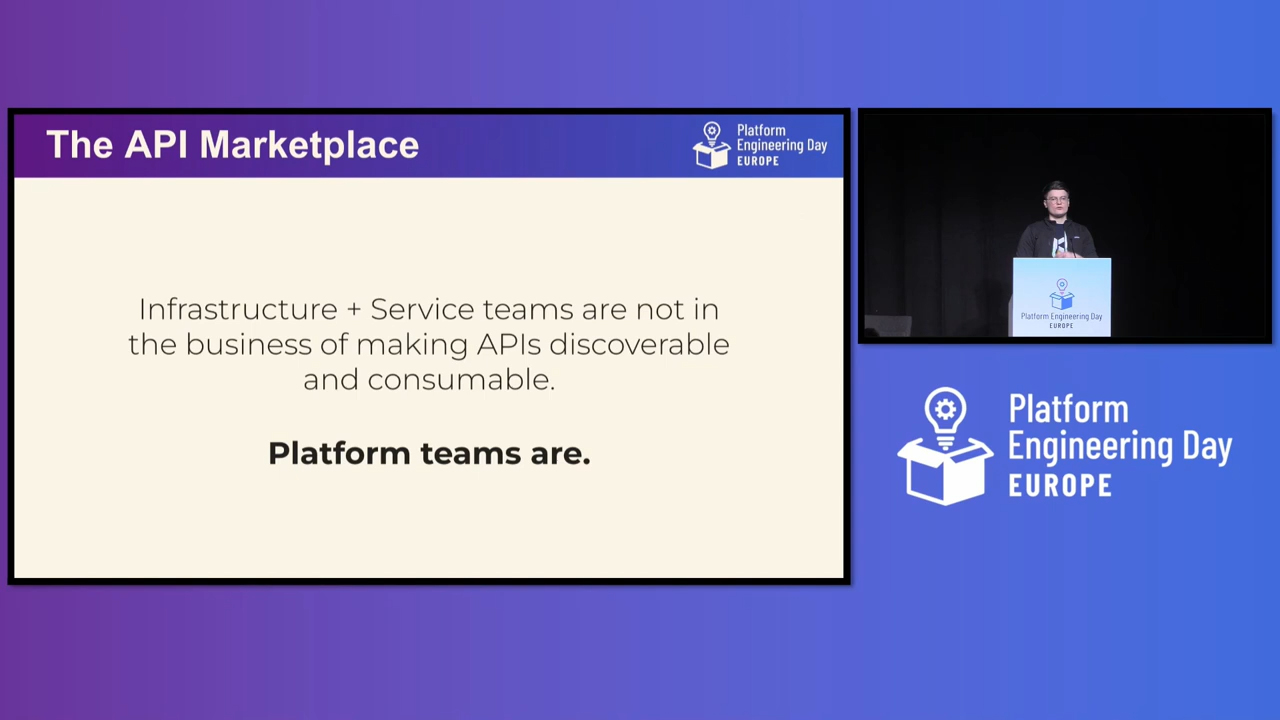 The API Marketplace
Platform
Engineering Day
EUROPE
Infrastructure + Service teams are not in
the business of making APIs discoverable
and consumable.
Platform teams are.
Platform Engineering Day
EUROPE
Platform
Engineering Day
EUROPE